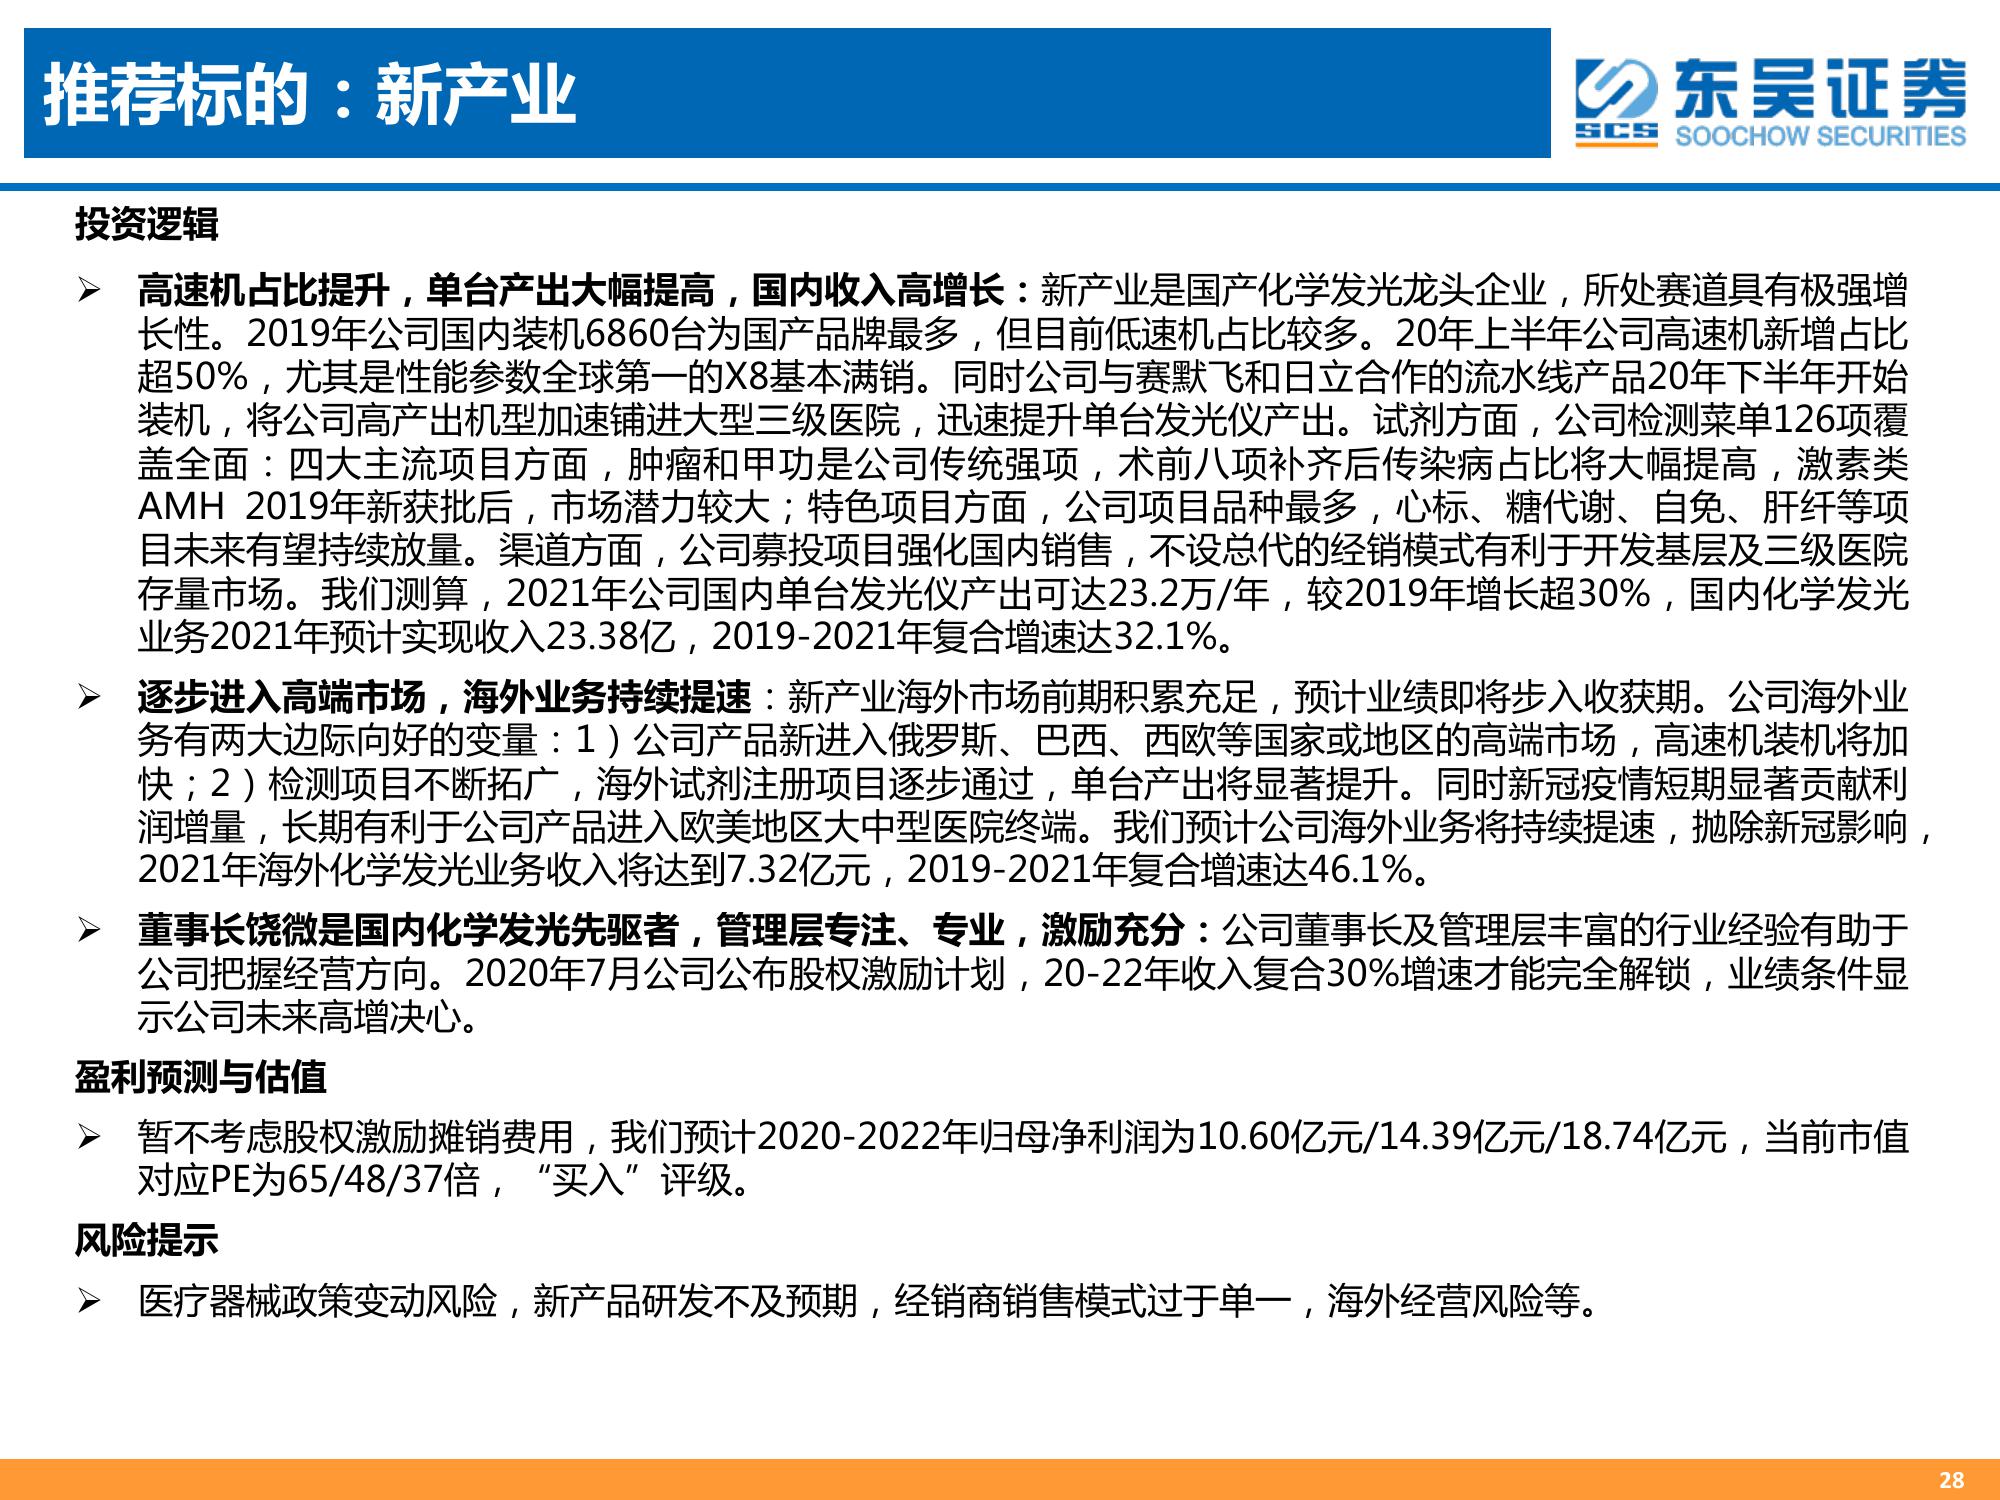 推荐标的：新产业
SCS
东吴证券
SOOCHOW SECURITIES
投资逻辑
➢ 高速机占比提升，单台产出大幅提高，国内收入高增长：新产业是国产化学发光龙头企业，所处赛道具有极强增
长性。2019年公司国内装机6860台为国产品牌最多，但目前低速机占比较多。20年上半年公司高速机新增占比
超50%，尤其是性能参数全球第一的X8基本满销。同时公司与赛默飞和日立合作的流水线产品20年下半年开始
装机，将公司高产出机型加速铺进大型三级医院，迅速提升单台发光仪产出。试剂方面，公司检测菜单126项覆
盖全面：四大主流项目方面，肿瘤和甲功是公司传统强项，术前八项补齐后传染病占比将大幅提高，激素类
AMH 2019年新获批后，市场潜力较大；特色项目方面，公司项目品种最多，心标、糖代谢、自免、肝纤等项
目未来有望持续放量。渠道方面，公司募投项目强化国内销售，不设总代的经销模式有利于开发基层及三级医院
存量市场。我们测算，2021年公司国内单台发光仪产出可达23.2万/年，较2019年增长超30%，国内化学发光
业务2021年预计实现收入23.38亿，2019-2021年复合增速达32.1%。
➢ 逐步进入高端市场，海外业务持续提速：新产业海外市场前期积累充足，预计业绩即将步入收获期。公司海外业
务有两大边际向好的变量：1）公司产品新进入俄罗斯、巴西、西欧等国家或地区的高端市场，高速机装机将加
快；2）检测项目不断拓广，海外试剂注册项目逐步通过，单台产出将显著提升。同时新冠疫情短期显著贡献利
润增量，长期有利于公司产品进入欧美地区大中型医院终端。我们预计公司海外业务将持续提速，抛除新冠影响，
2021年海外化学发光业务收入将达到7.32亿元，2019-2021年复合增速达46.1%。
➢ 董事长饶微是国内化学发光先驱者，管理层专注、专业，激励充分：公司董事长及管理层丰富的行业经验有助于
公司把握经营方向。2020年7月公司公布股权激励计划，20-22年收入复合30%增速才能完全解锁，业绩条件显
示公司未来高增决心。
盈利预测与估值
➢ 暂不考虑股权激励摊销费用，我们预计2020-2022年归母净利润为10.60亿元/14.39亿元/18.74亿元，当前市值
对应PE为65/48/37倍，“买入”评级。
风险提示
➢ 医疗器械政策变动风险，新产品研发不及预期，经销商销售模式过于单一，海外经营风险等。
28